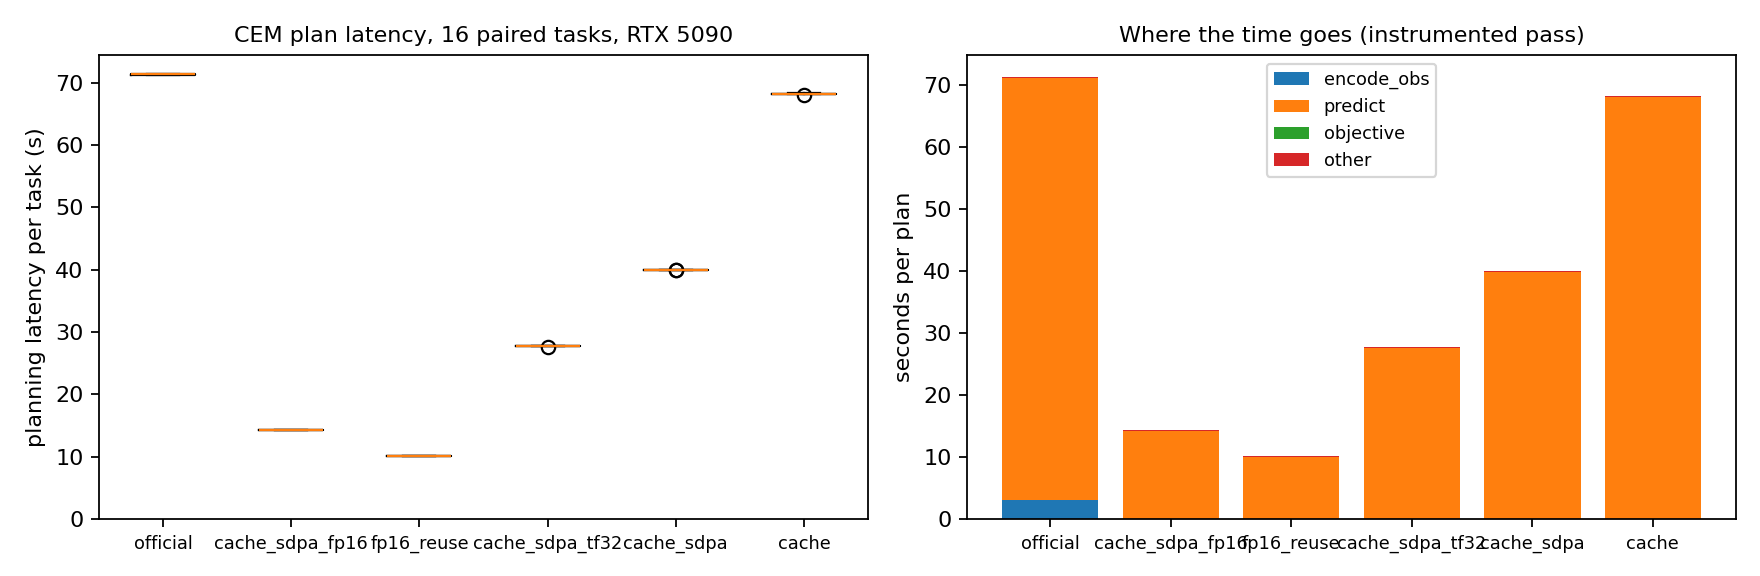 CEM plan latency, 16 paired tasks, RTX 5090
planning latency per task (s)
70
60
50
40
30
20
10
0
official
cache_sdpa_fp16
fp16_reuse
cache_sdpa_tf32
cache_sdpa
cache
Where the time goes (instrumented pass)
encode_obs
predict
objective
other
seconds per plan
70
60
50
40
30
20
10
0
official
cache_sdpa_fp16
fp16_reuse
cache_sdpa_tf32
cache_sdpa
cache